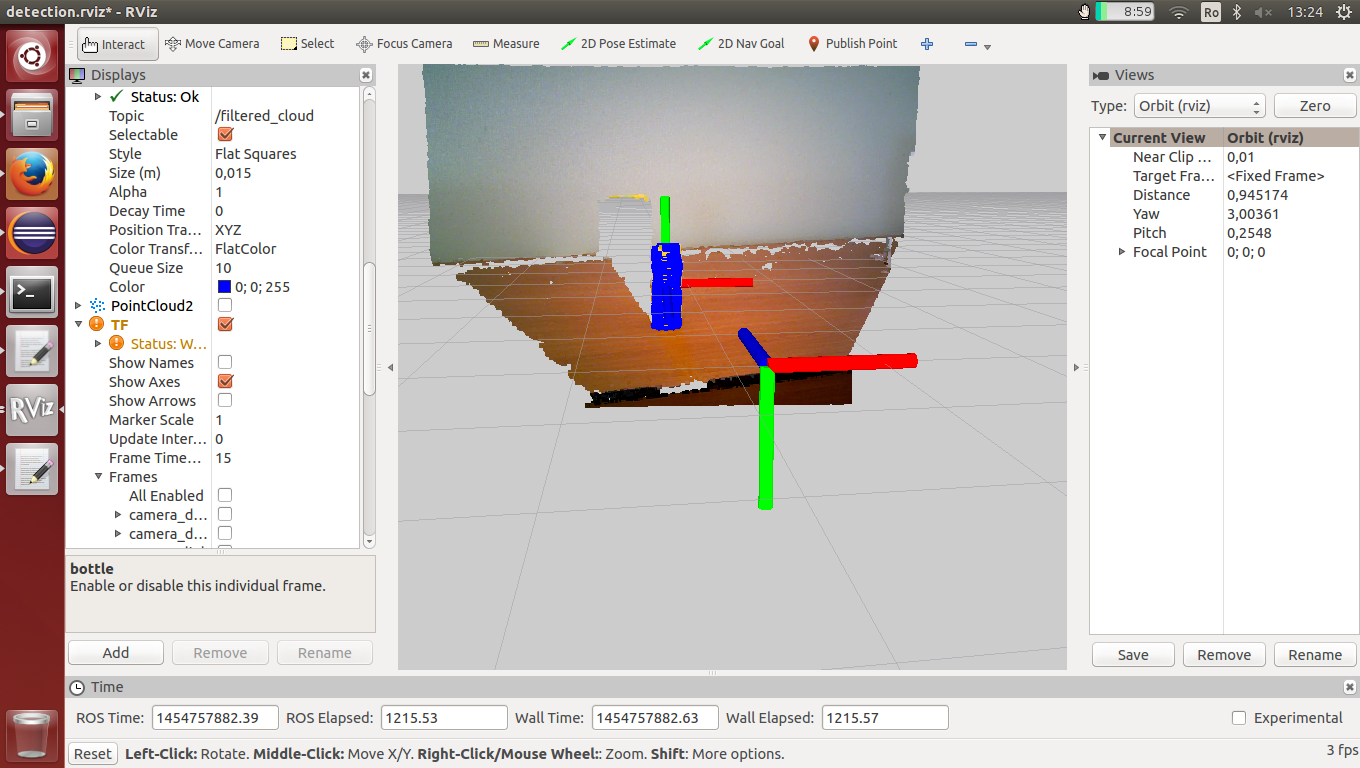 detection.rviz* - RViz
8:59
Ro
13:24
Interact
Move Camera
Select
Focus Camera
Measure
2D Pose Estimate
2D Nav Goal
Publish Point
Displays
Status: Ok
Topic /filtered_cloud
Selectable
Style Flat Squares
Size (m) 0,015
Alpha 1
Decay Time 0
Position Tra... XYZ
Color Transf... FlatColor
Queue Size 10
Color 0; 0; 255
PointCloud2
TF
Status: W...
Show Names
Show Axes
Show Arrows
Marker Scale 1
Update Inter... 0
Frame Time... 15
Frames
All Enabled
camera_d...
camera_d...
bottle
Enable or disable this individual frame.
Add
Remove
Rename
RViz
Views
Type: Orbit (rviz)
Zero
Current View Orbit (rviz)
Near Clip ... 0,01
Target Fra... <Fixed Frame>
Distance 0,945174
Yaw 3,00361
Pitch 0,2548
Focal Point 0; 0; 0
Save
Remove
Rename
Time
ROS Time: 1454757882.39 ROS Elapsed: 1215.53 Wall Time: 1454757882.63 Wall Elapsed: 1215.57
Experimental
Reset
Left-Click: Rotate. Middle-Click: Move X/Y. Right-Click/Mouse Wheel:: Zoom. Shift: More options.
3 fps